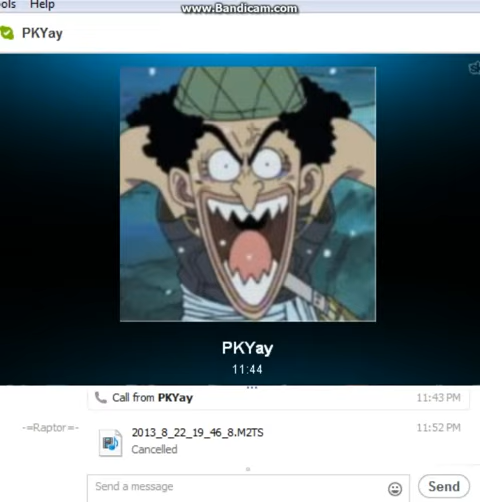 ols Help
www.Bandicam.com
PKYay
PKYay
11:44
Call from PKYay 11:43 PM
-=Raptor=- 2013_8_22_19_46_8.M2TS 11:52 PM
Cancelled
Send a message Send